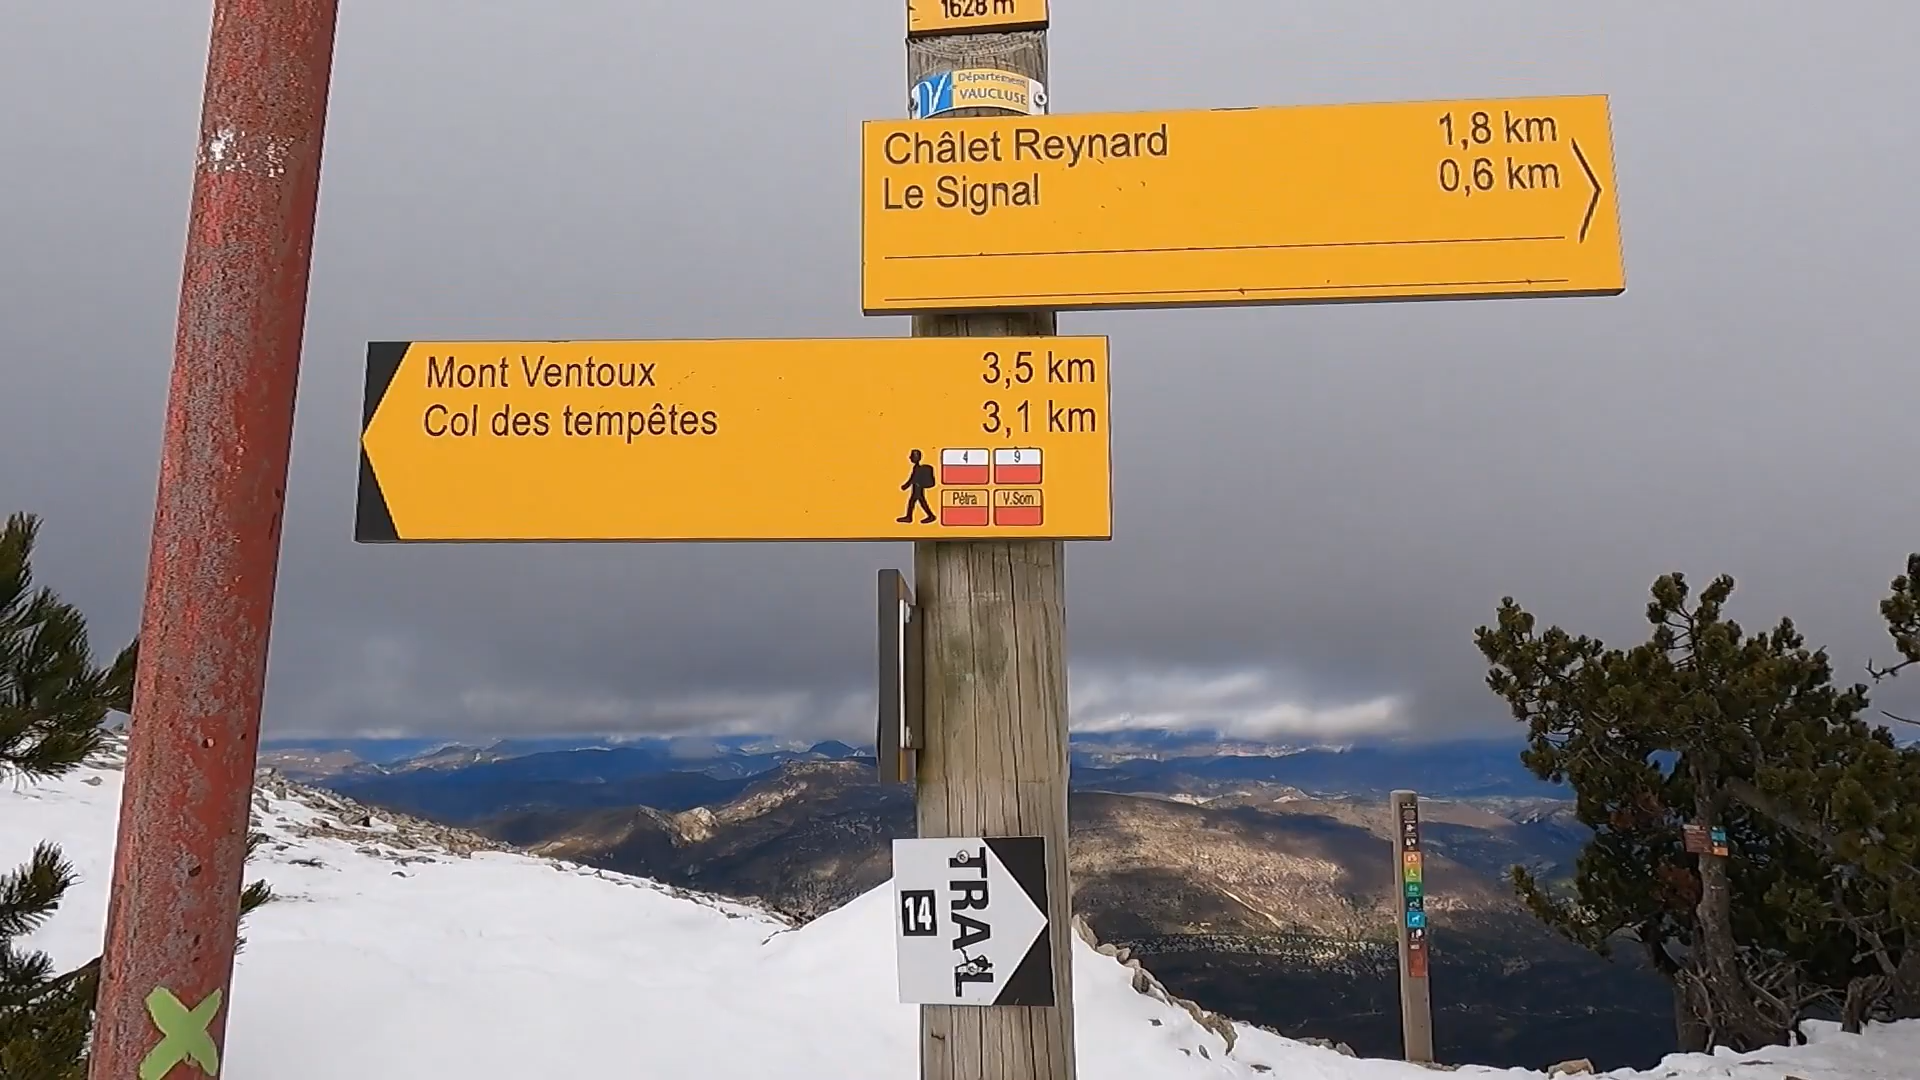 1628 m
Département
VAUCLUSE
Châlet Reynard 1,8 km
Le Signal 0,6 km
Mont Ventoux 3,5 km
Col des tempêtes 3,1 km
4 9
Pétra V.Som
TRAIL
14